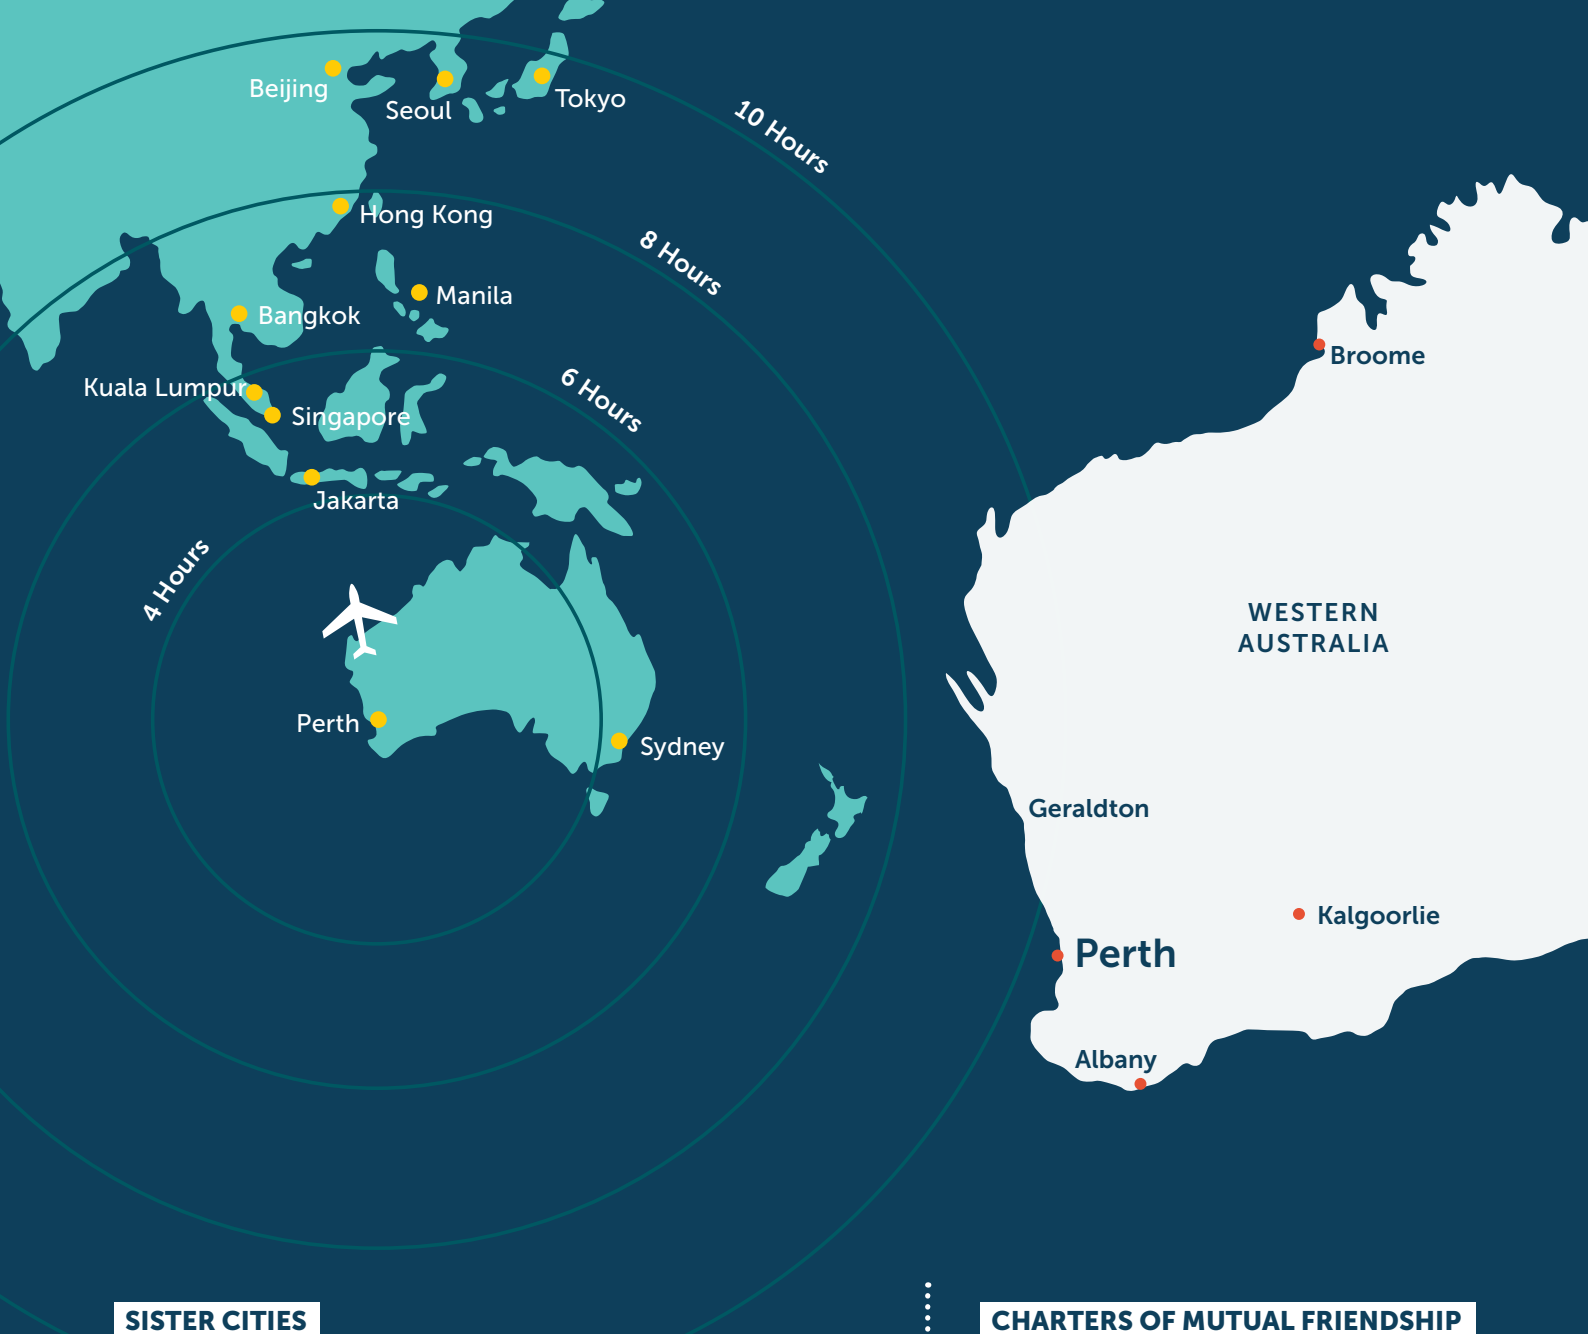 Beijing
Seoul
Tokyo
10 Hours
Hong Kong
8 Hours
Manila
Bangkok
6 Hours
Kuala Lumpur
Singapore
Jakarta
4 Hours
Perth
Sydney
Broome
WESTERN
AUSTRALIA
Geraldton
Kalgoorlie
Perth
Albany
SISTER CITIES
CHARTERS OF MUTUAL FRIENDSHIP